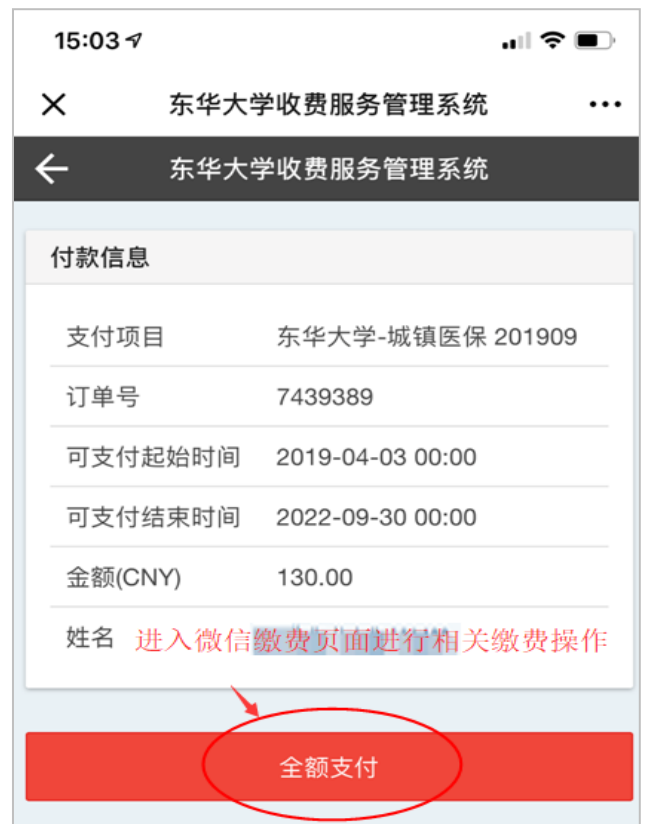 15:03
东华大学收费服务管理系统
东华大学收费服务管理系统
付款信息
支付项目 东华大学-城镇医保 201909
订单号 7439389
可支付起始时间 2019-04-03 00:00
可支付结束时间 2022-09-30 00:00
金额(CNY) 130.00
姓名 进入微信缴费页面进行相关缴费操作
全额支付